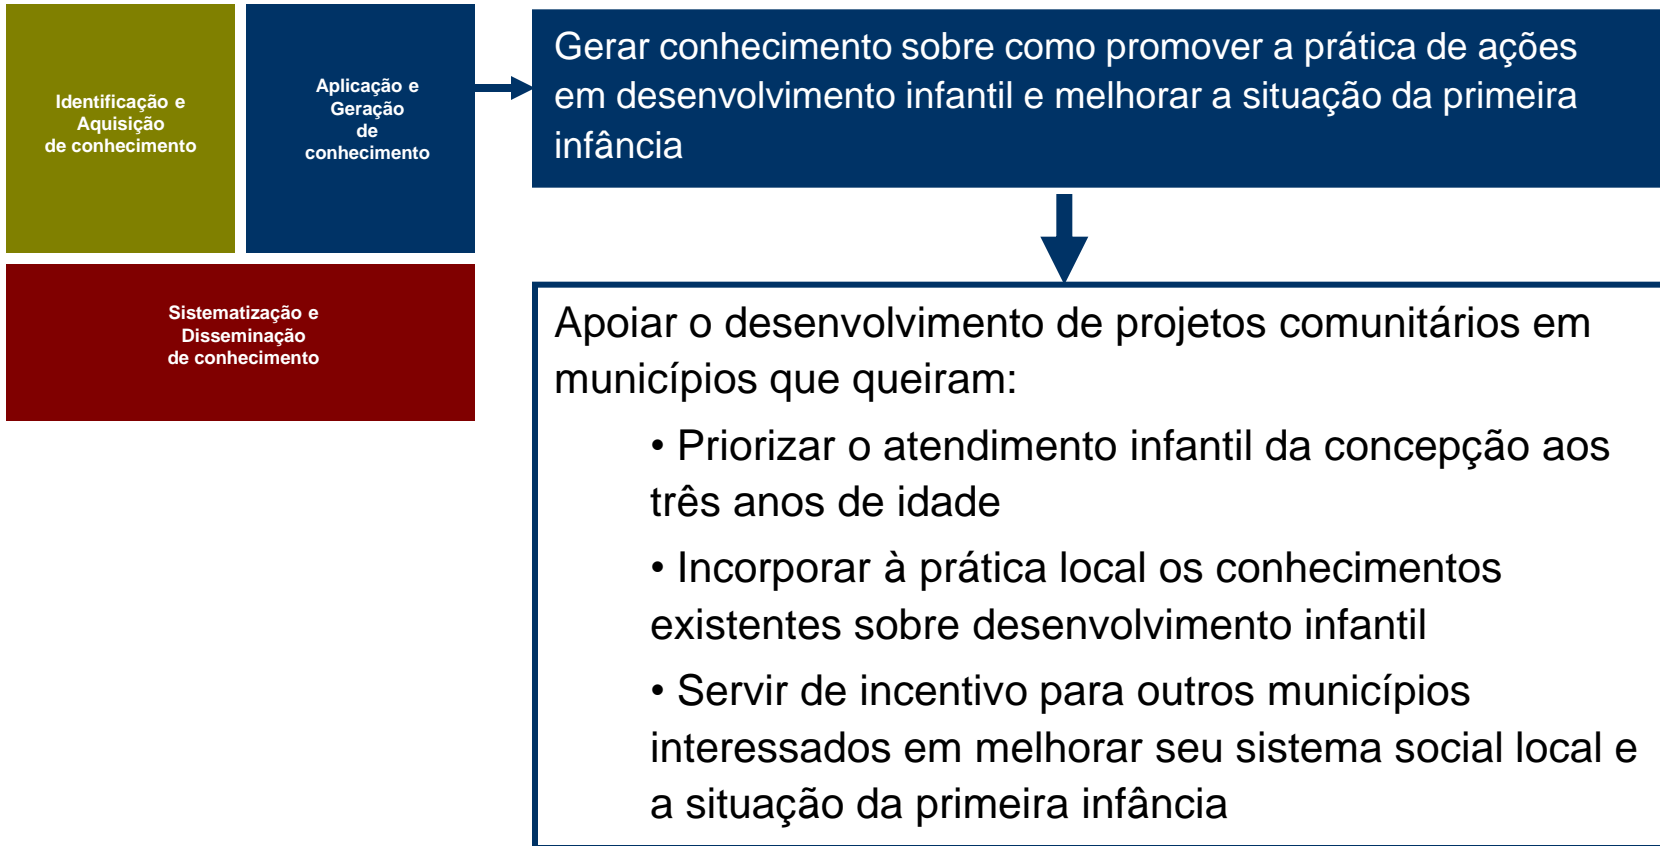 Identificação e
Aquisição
de conhecimento
Aplicação e
Geração
de
conhecimento
Sistematização e
Disseminação
de conhecimento
Gerar conhecimento sobre como promover a prática de ações
em desenvolvimento infantil e melhorar a situação da primeira
infância
Apoiar o desenvolvimento de projetos comunitários em
municípios que queiram:
• Priorizar o atendimento infantil da concepção aos
três anos de idade
• Incorporar à prática local os conhecimentos
existentes sobre desenvolvimento infantil
• Servir de incentivo para outros municípios
interessados em melhorar seu sistema social local e
a situação da primeira infância